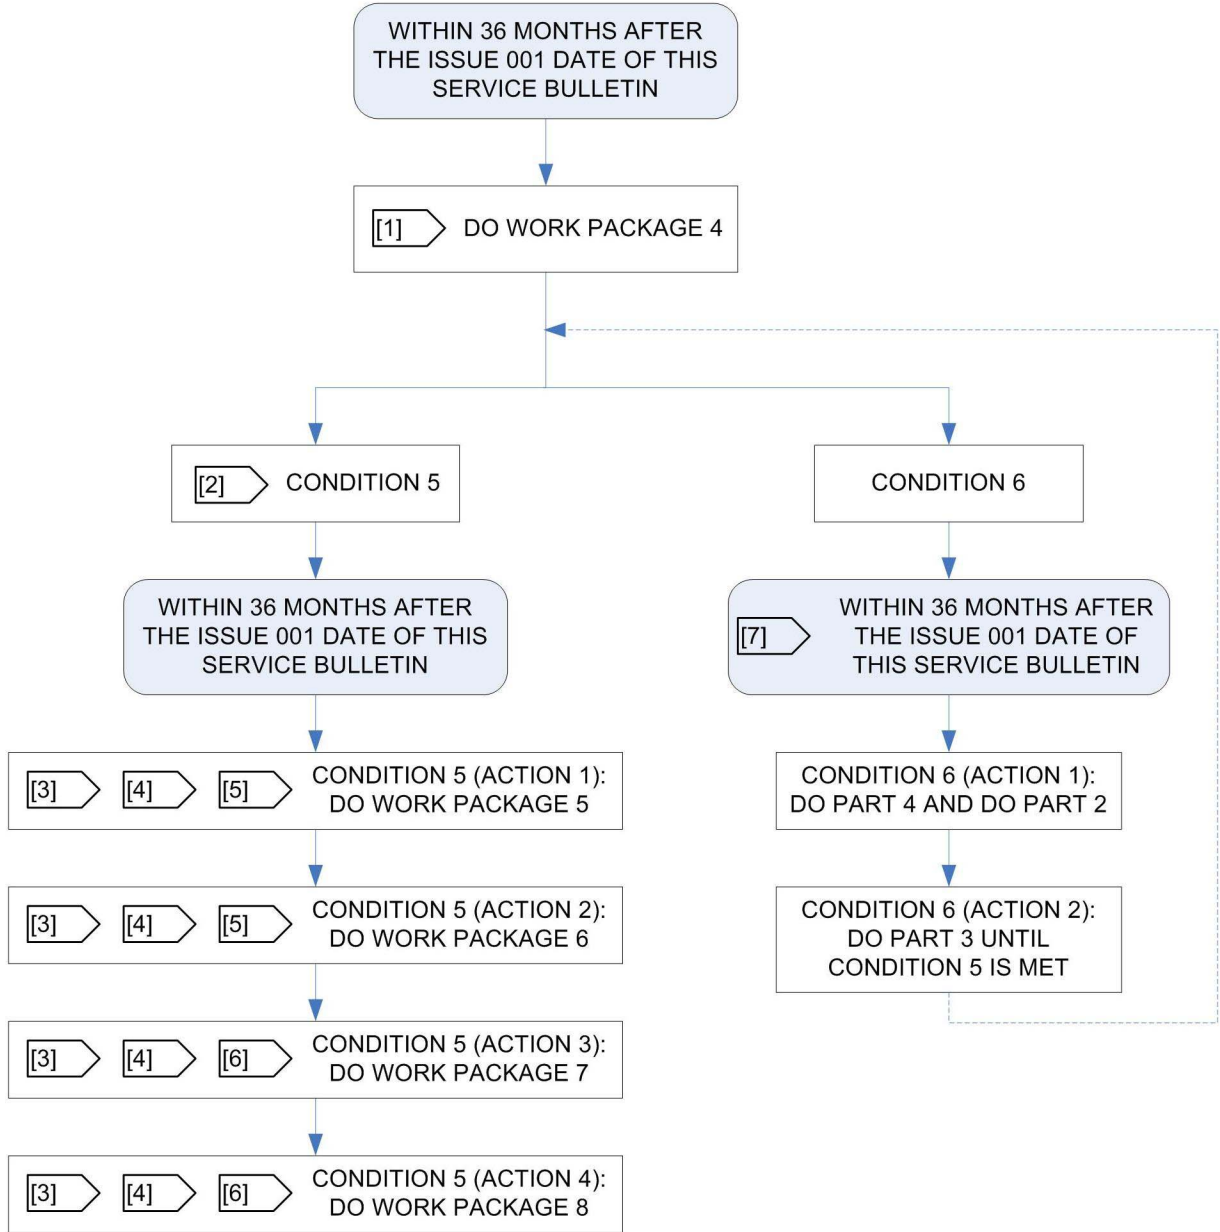 WITHIN 36 MONTHS AFTER
THE ISSUE 001 DATE OF THIS
SERVICE BULLETIN
[1] DO WORK PACKAGE 4
[2] CONDITION 5
CONDITION 6
WITHIN 36 MONTHS AFTER
THE ISSUE 001 DATE OF THIS
SERVICE BULLETIN
[7]
WITHIN 36 MONTHS AFTER
THE ISSUE 001 DATE OF
THIS SERVICE BULLETIN
[3] [4] [5]
CONDITION 5 (ACTION 1):
DO WORK PACKAGE 5
CONDITION 6 (ACTION 1):
DO PART 4 AND DO PART 2
[3] [4] [5]
CONDITION 5 (ACTION 2):
DO WORK PACKAGE 6
CONDITION 6 (ACTION 2):
DO PART 3 UNTIL
CONDITION 5 IS MET
[3] [4] [6]
CONDITION 5 (ACTION 3):
DO WORK PACKAGE 7
[3] [4] [6]
CONDITION 5 (ACTION 4):
DO WORK PACKAGE 8